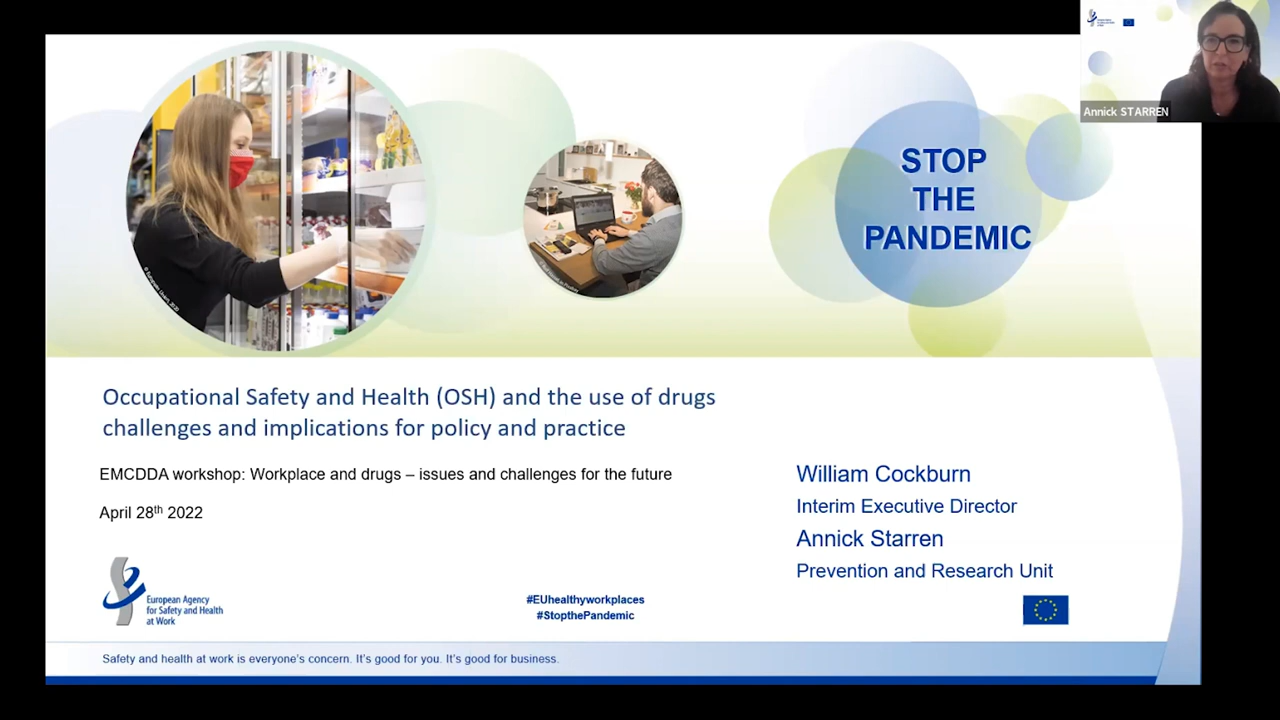 Annick STARREN
STOP
THE
PANDEMIC
Occupational Safety and Health (OSH) and the use of drugs
challenges and implications for policy and practice
EMCDDA workshop: Workplace and drugs – issues and challenges for the future
April 28th 2022
William Cockburn
Interim Executive Director
Annick Starren
Prevention and Research Unit
European Agency
for Safety and Health
at Work
#EUhealthyworkplaces
#StopthePandemic
Safety and health at work is everyone's concern. It's good for you. It's good for business.